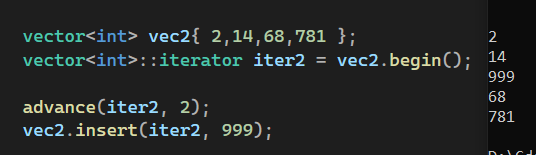 vector<int> vec2{ 2,14,68,781 };
vector<int>::iterator iter2 = vec2.begin();
advance(iter2, 2);
vec2.insert(iter2, 999);
2
14
999
68
781